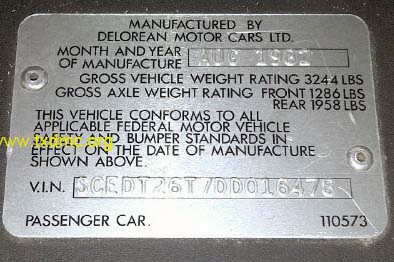 MANUFACTURED BY
DELOREAN MOTOR CARS LTD.
MONTH AND YEAR
OF MANUFACTURE AUG 1982
GROSS VEHICLE WEIGHT RATING 3244 LBS
GROSS AXLE WEIGHT RATING FRONT 1286 LBS
REAR 1958 LBS
THIS VEHICLE CONFORMS TO ALL
APPLICABLE FEDERAL MOTOR VEHICLE
www.txdmc.org
SAFETY AND BUMPER STANDARDS IN
EFFECT ON THE DATE OF MANUFACTURE
SHOWN ABOVE.
V.I.N. SCEDT26T7DD016478
PASSENGER CAR. 110573